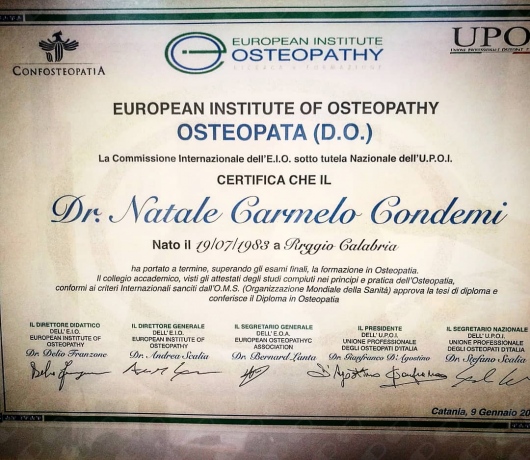 CONFOSTEOPATIA
EUROPEAN INSTITUTE
OSTEOPATHY
UPO
EUROPEAN INSTITUTE OF OSTEOPATHY
OSTEOPATA (D.O.)
La Commissione Internazionale dell'E.I.O. sotto tutela Nazionale dell'U.P.O.I.
CERTIFICA CHE IL
Dr. Natale Carmelo Condemi
Nato il 19/07/1983 a Rrggio Calabria
ha portato a termine, superando gli esami finali, la formazione in Osteopatia.
Il collegio accademico, visti gli attestati degli studi compiuti nei principi e pratica dell'Osteopatia,
conformi ai criteri Internazionali sanciti dall'O.M.S. (Organizzazione Mondiale della Sanità) approva la tesi di diploma e
conferisce il Diploma in Osteopatia
IL DIRETTORE DIDATTICO
DELL' E.I.O.
EUROPEAN INSTITUTE
OF OSTEOPATHY
Dr. Delio Franzone
IL DIRETTORE GENERALE
DELL' E.I.O.
EUROPEAN INSTITUTE
OF OSTEOPATHY
Dr. Andrea Scalia
IL SEGRETARIO GENERALE
DELL' E.O.A.
EUROPEAN OSTEOPATHYC
ASSOCIATION
Dr. Bernard Lanta
IL PRESIDENTE
DELL' U.P.O.I.
UNIONE PROFESSIONALE
DEGLI OSTEOPATI D'ITALIA
Dr. Gianfranco D'Agostino
IL SEGRETARIO NAZIONALE
DELL' U.P.O.I.
UNIONE PROFESSIONALE
DEGLI OSTEOPATI D'ITALIA
Dr. Stefano Scalia
Catania, 9 Gennaio 20